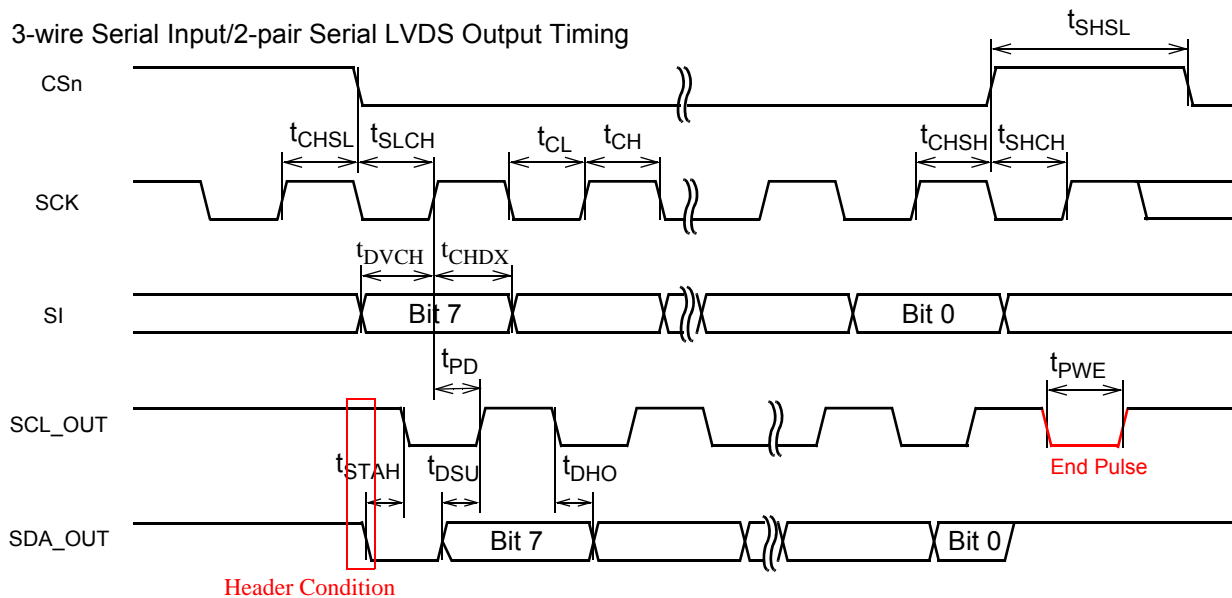 3-wire Serial Input/2-pair Serial LVDS Output Timing
tSHSL
CSn
tCHSL tSLCH tCL tCH tCHSH tSHCH
SCK
tDVCH tCHDX
SI Bit 7 Bit 0
tPD tPWE
SCL_OUT
End Pulse
tSTAH tDSU tDHO
SDA_OUT Bit 7 Bit 0
Header Condition